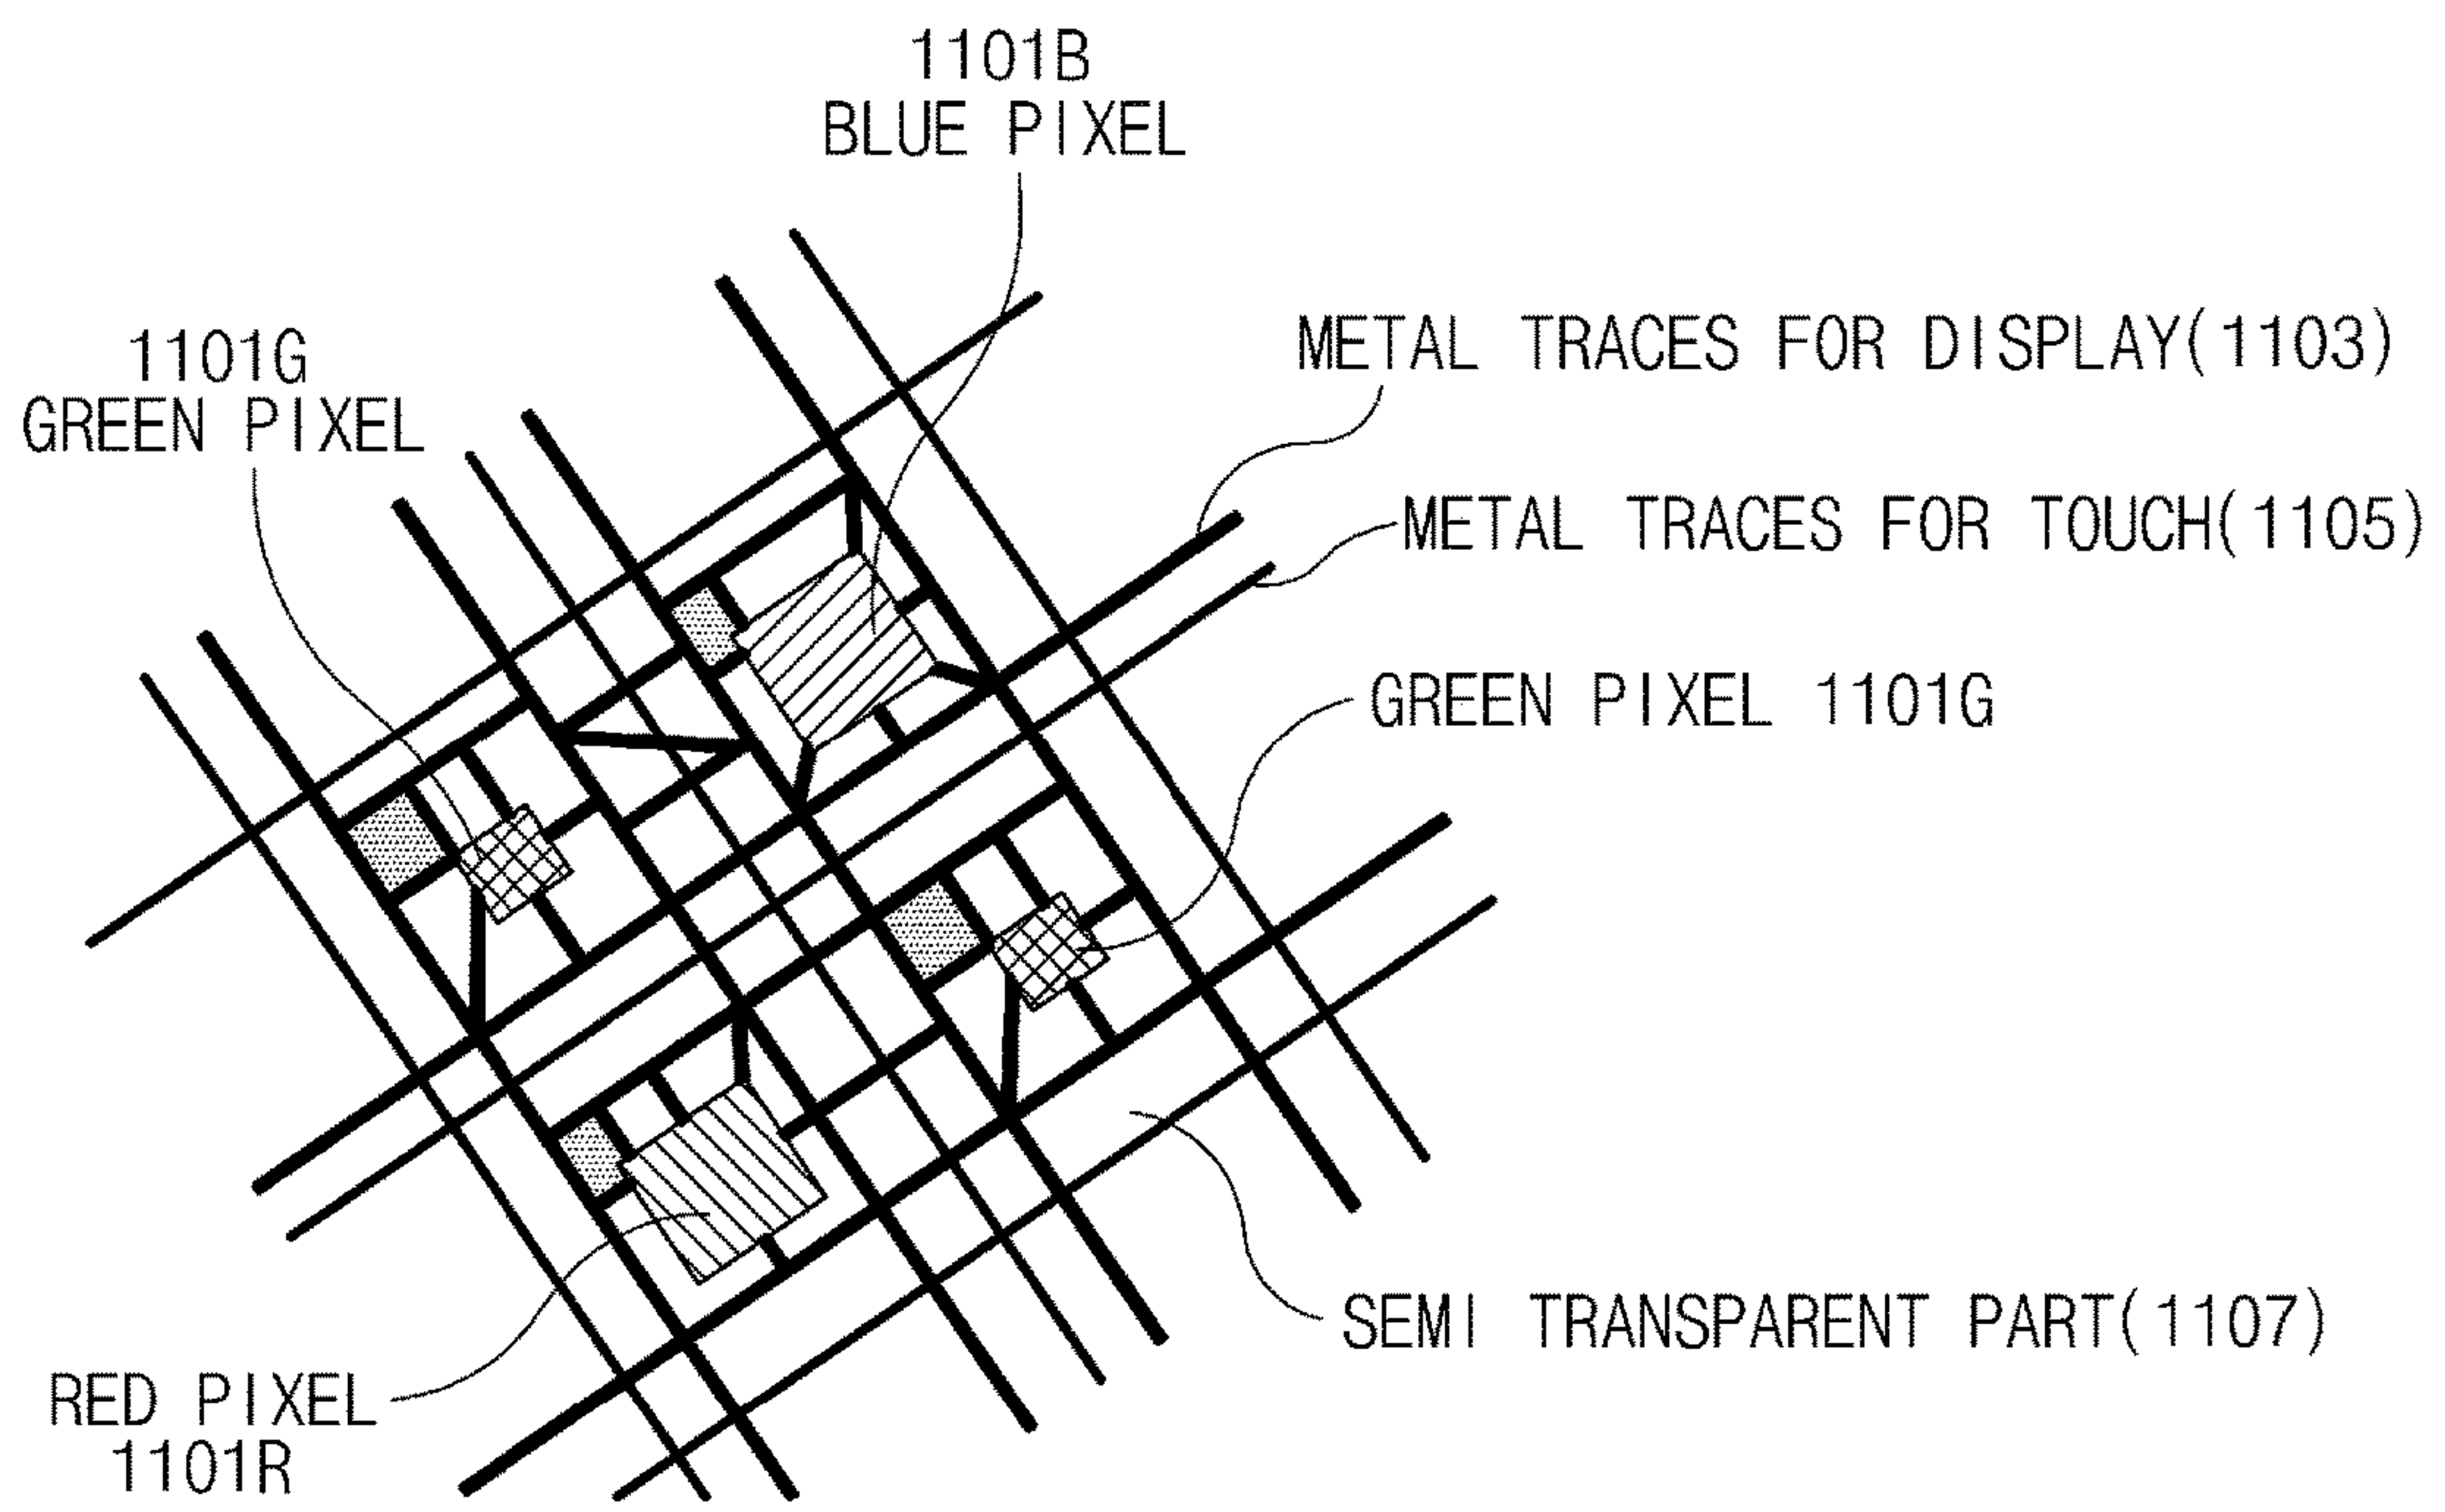 1101B
BLUE PIXEL
METAL TRACES FOR DISPLAY(1103)
1101G
GREEN PIXEL
METAL TRACES FOR TOUCH(1105)
GREEN PIXEL 1101G
SEMI TRANSPARENT PART(1107)
RED PIXEL
1101R